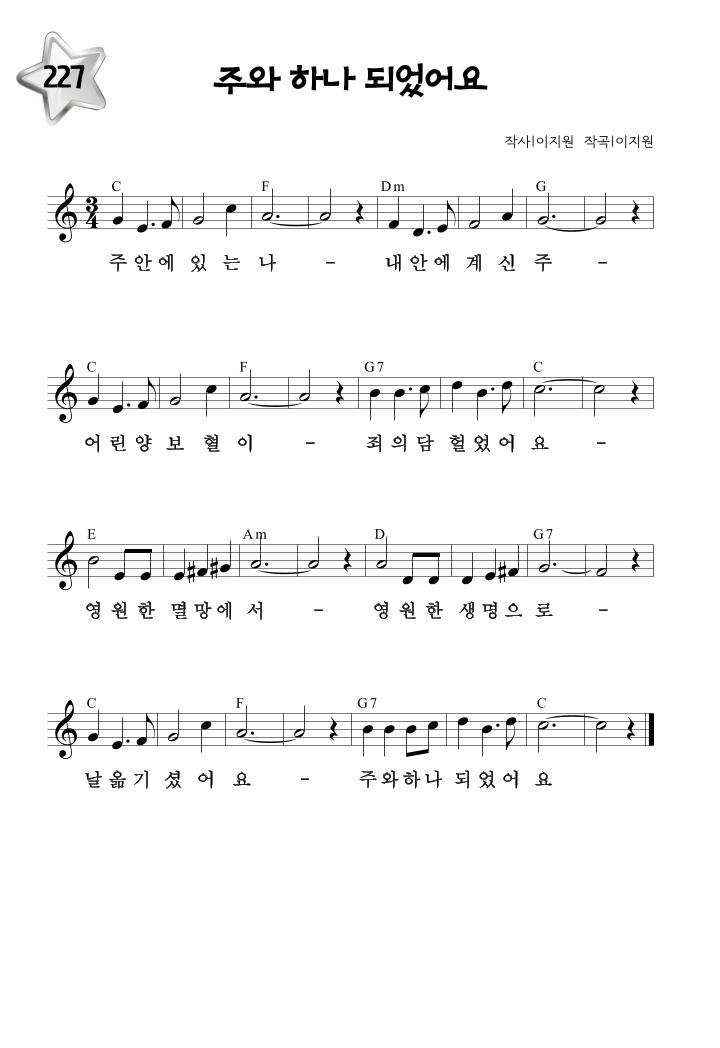 227
주와 하나 되었어요
작사|이지원 작곡|이지원
C F Dm G
3
4
주 안 에 있 는 나 - 내 안 에 계 신 주 -
C F G7 C
어 린 양 보 혈 이 - 죄 의 담 헐 었 어 요 -
E Am D G7
영 원 한 멸 망 에 서 - 영 원 한 생 명 으 로 -
C F G7 C
날 옮 기 셨 어 요 - 주 와 하 나 되 었 어 요